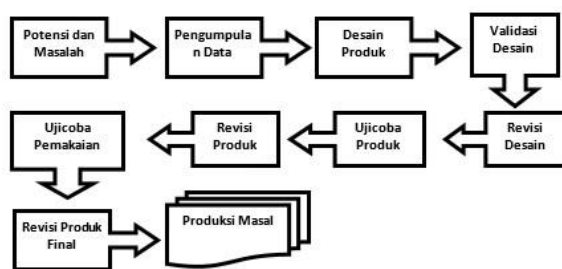 Potensi dan
Masalah
Pengumpula
n Data
Desain
Produk
Validasi
Desain
Ujicoba
Pemakaian
Revisi
Produk
Ujicoba
Produk
Revisi
Desain
Revisi Produk
Final
Produksi Masal